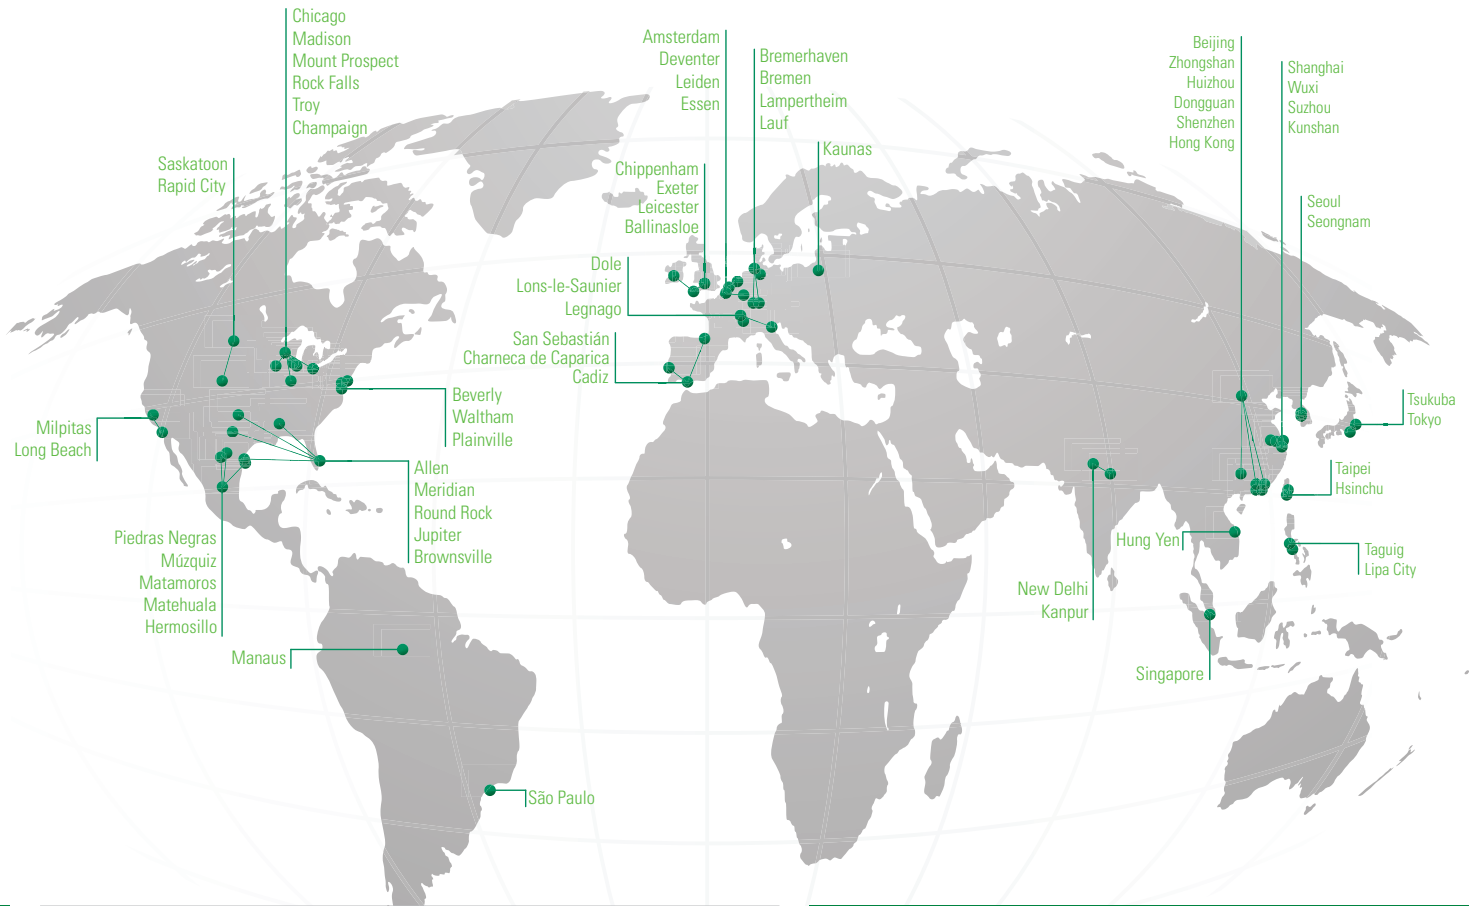 Chicago
Madison
Mount Prospect
Rock Falls
Troy
Champaign
Saskatoon
Rapid City
Amsterdam
Deventer
Leiden
Essen
Bremerhaven
Bremen
Lampertheim
Lauf
Kaunas
Chippenham
Exeter
Leicester
Ballinasloe
Dole
Lons-le-Saunier
Legnago
San Sebastián
Charneca de Caparica
Cadiz
Beijing
Zhongshan
Huizhou
Dongguan
Shenzhen
Hong Kong
Shanghai
Wuxi
Suzhou
Kunshan
Seoul
Seongnam
Tsukuba
Tokyo
Taipei
Hsinchu
Taguig
Lipa City
Hung Yen
New Delhi
Kanpur
Singapore
Milpitas
Long Beach
Beverly
Waltham
Plainville
Allen
Meridian
Round Rock
Jupiter
Brownsville
Piedras Negras
Múzquiz
Matamoros
Matehuala
Hermosillo
Manaus
São Paulo